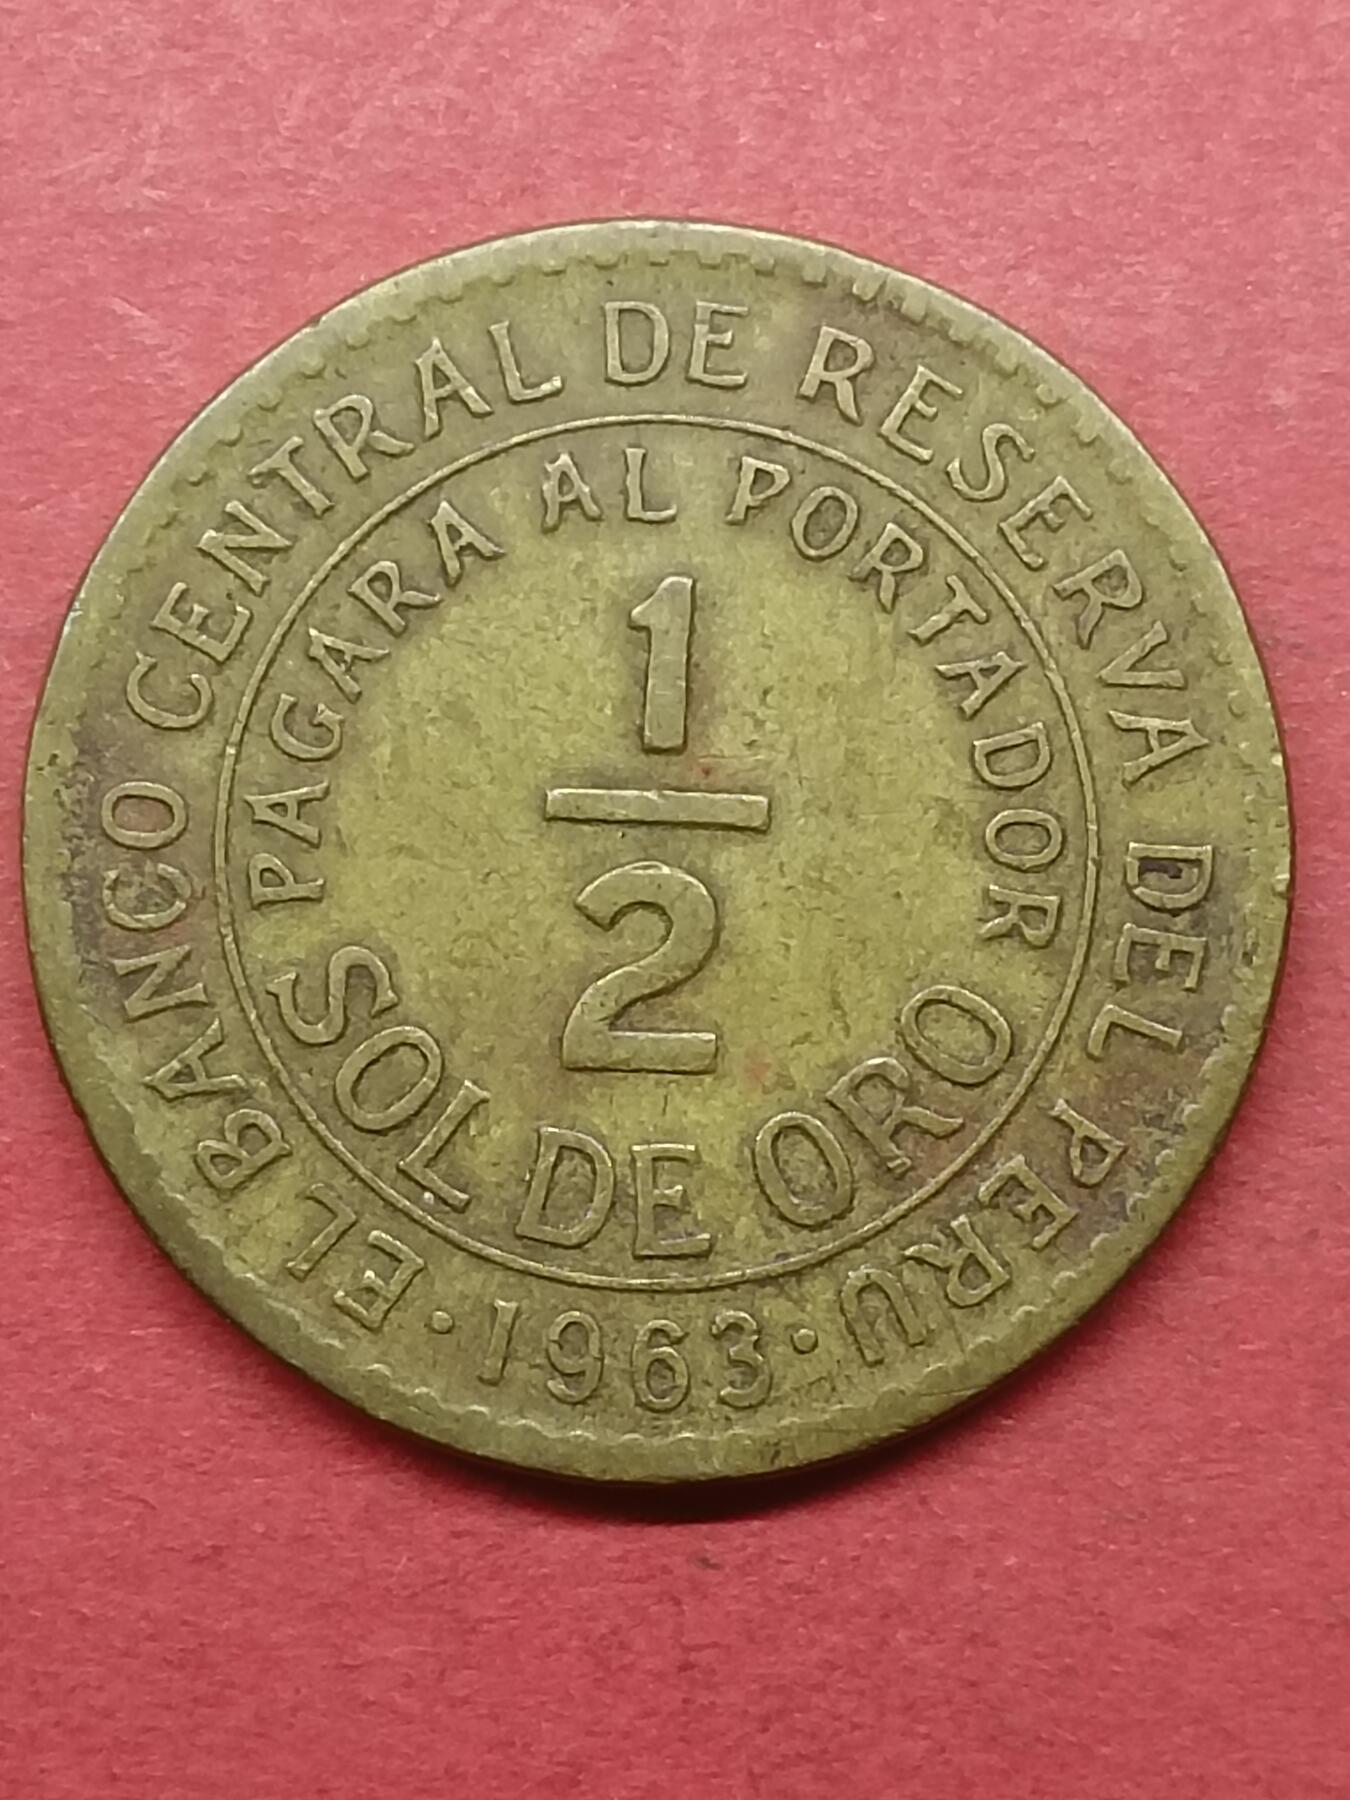 EL BANCO CENTRAL DE RESERVA DEL PERU
PAGARA AL PORTADOR
1
2
SOL DE ORO
·1963·